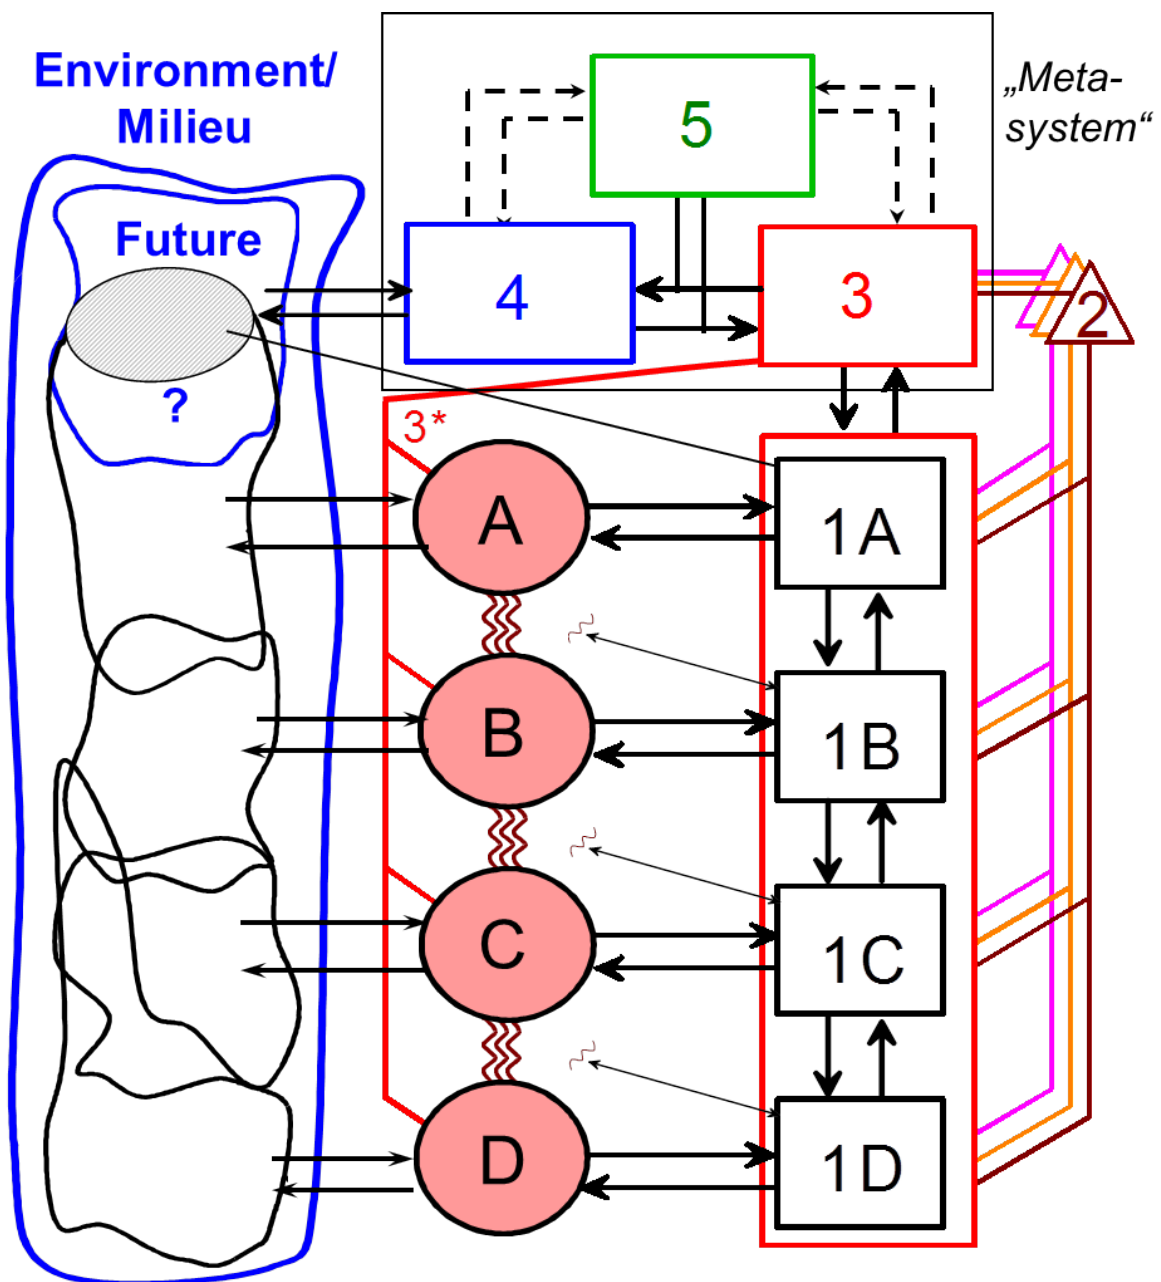 Environment/
Milieu
„Meta-
system“
5
Future
4
3
2
?
3*
A
1A
B
1B
C
1C
D
1D